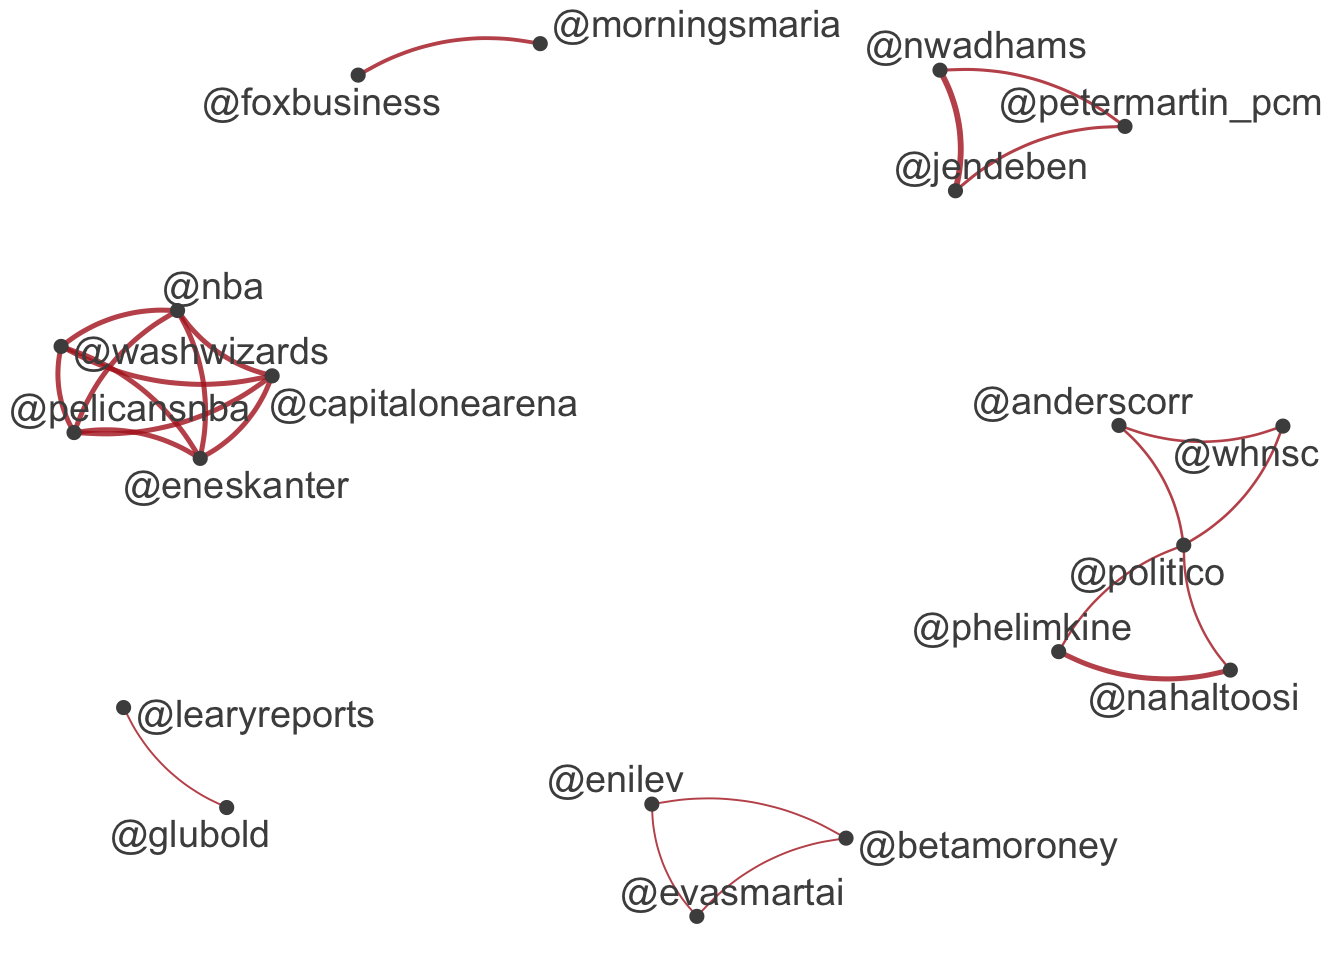 @morningsmaria
@foxbusiness
@nwadhams
@petermartin_pcm
@jendeben
@nba
@washwizards
@pelicansnba
@capitalonearena
@eneskanter
@anderscorr
@whnsc
@politico
@phelimkine
@nahaltoosi
@learyreports
@glubold
@enilev
@betamoroney
@evasmartai